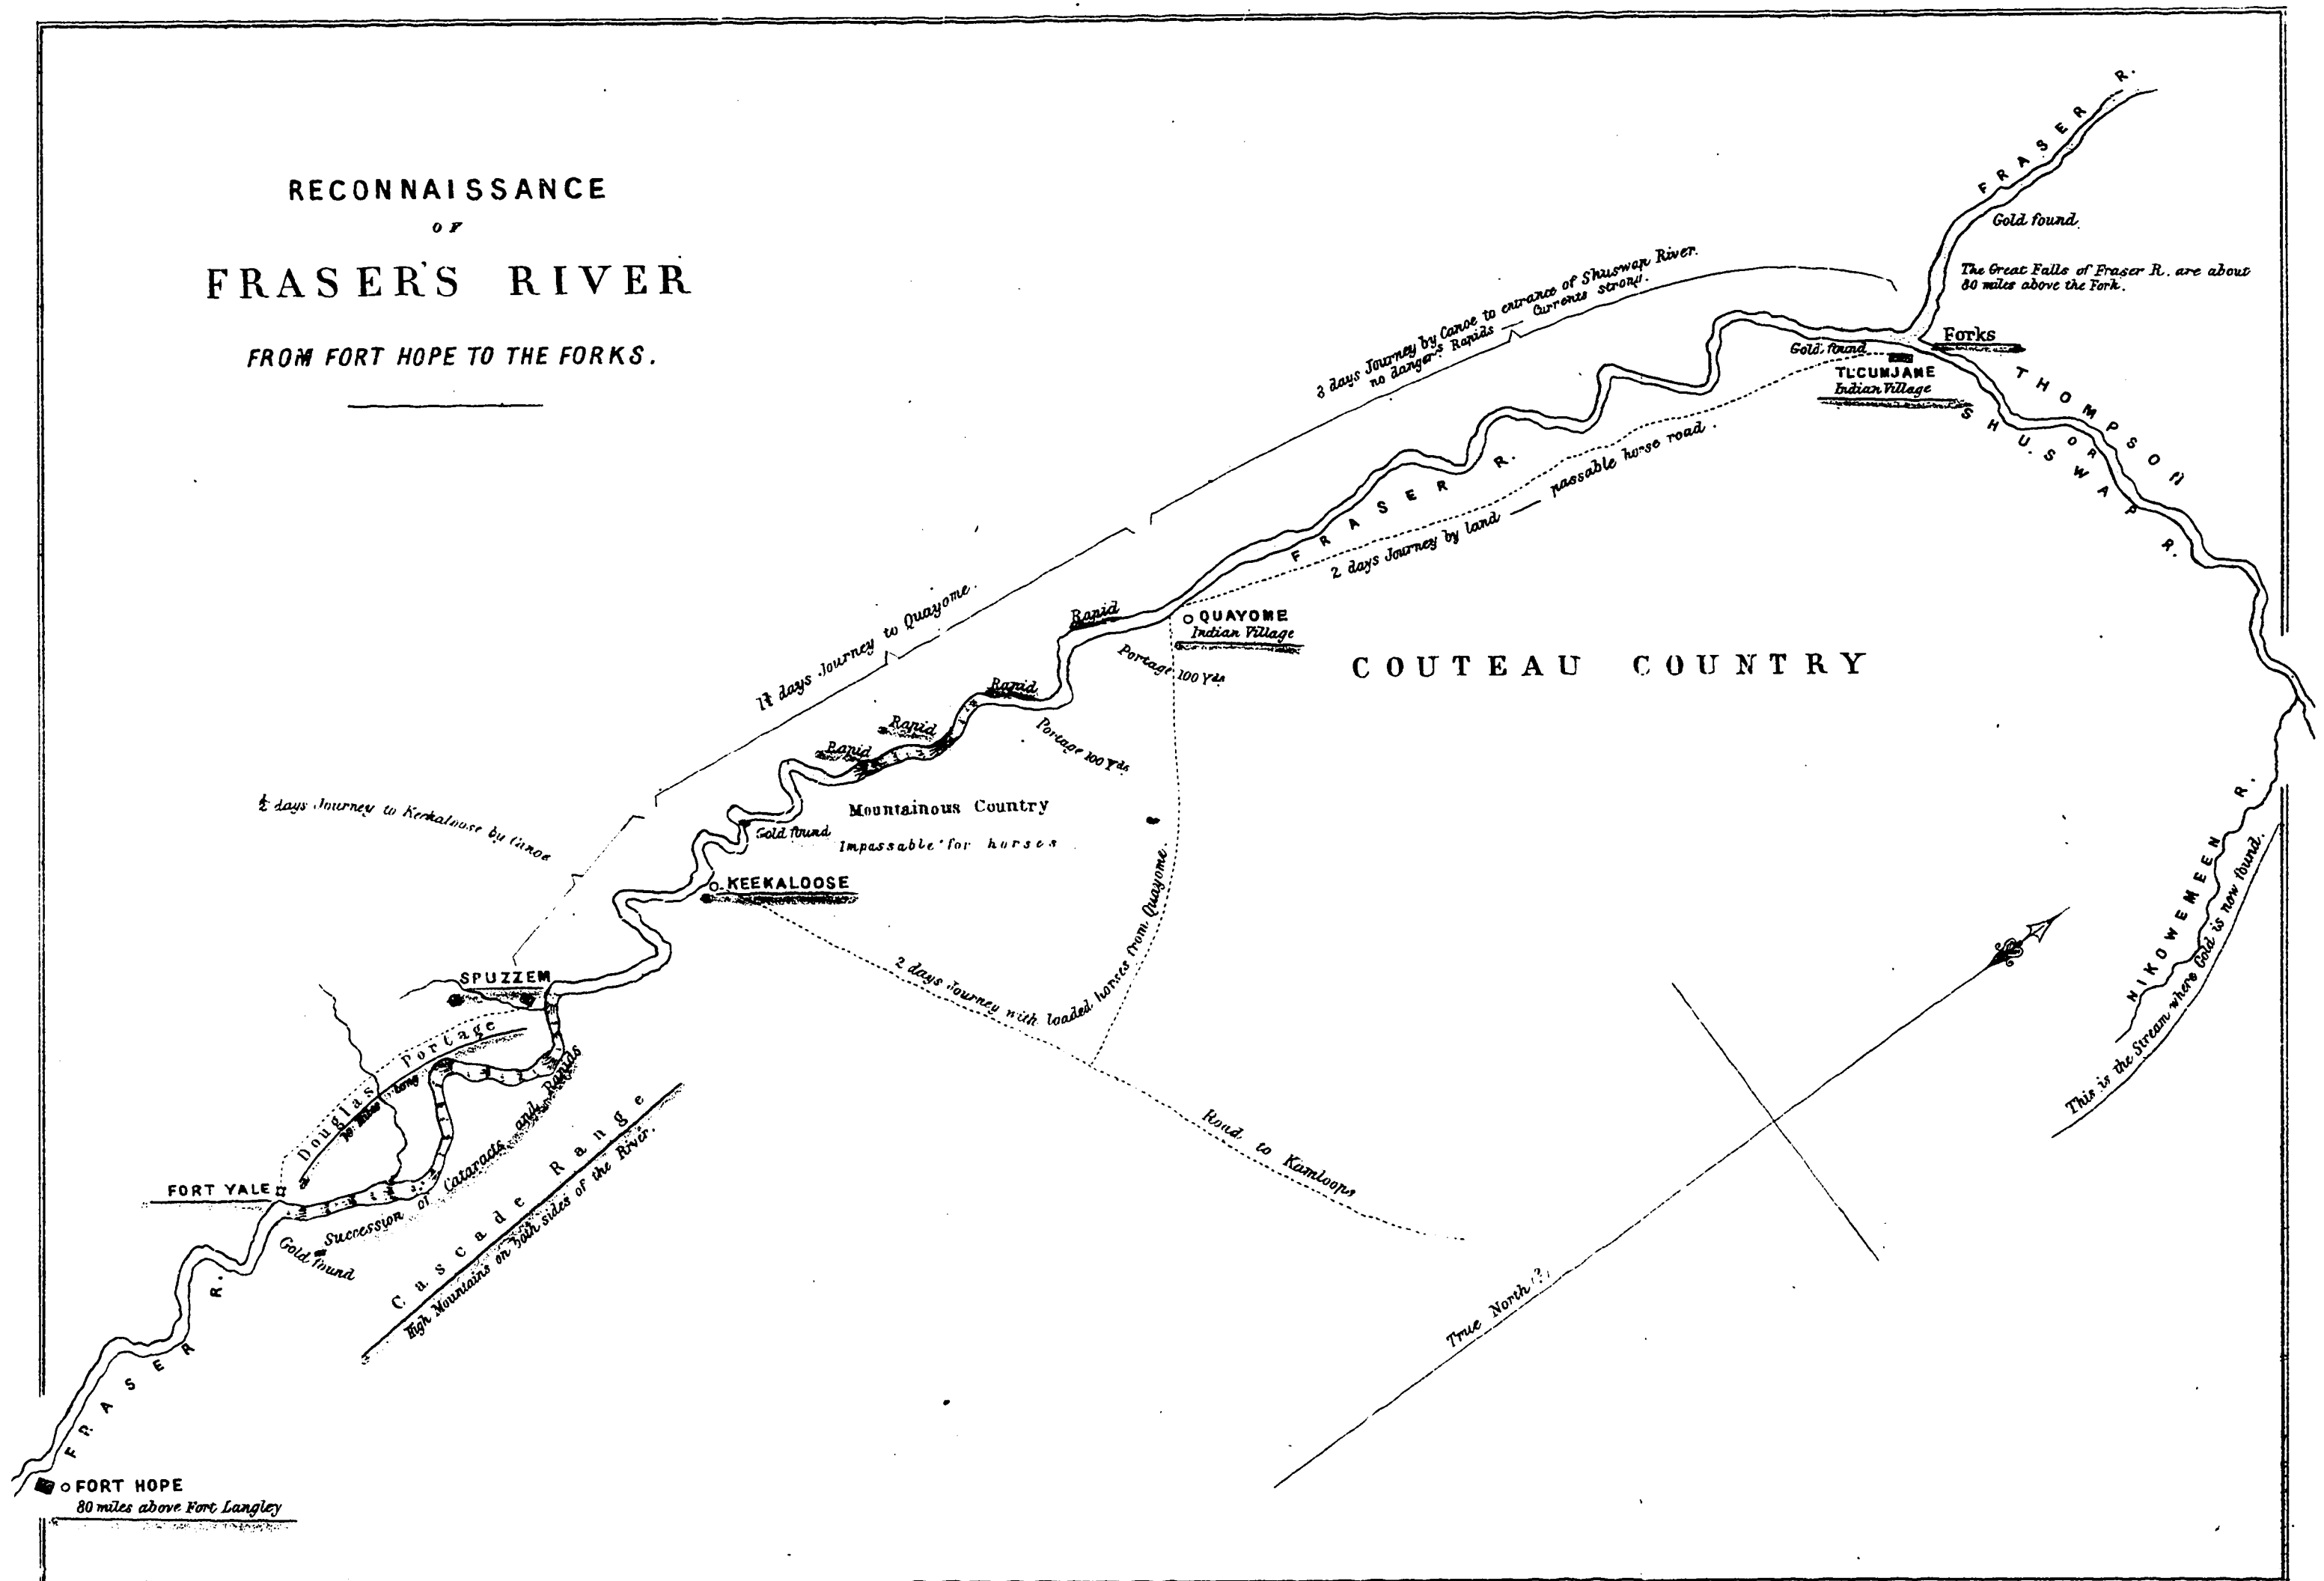 RECONNAISSANCE
OF
FRASER'S RIVER
FROM FORT HOPE TO THE FORKS.
FRASER R.
Gold found.
The Great Falls of Fraser R. are about
80 miles above the Fork.
Forks
Gold found
TLCUMJANE
Indian Village
THOMPSON
OR
SHUSWAP R.
3 days Journey by Canoe to entrance of Shuswap River.
no danger's Rapids — Currents strong.
FRASER R.
2 days Journey by land — passable horse road.
QUAYOME
Indian Village
COUTEAU COUNTRY
days Journey to Quayome.
Rapid
Portage 100 Yds
Rapid
Portage 100 Yds
Rapid
Rapid
Mountainous Country
Impassable for horses
Gold found
½ days Journey to Keekaloose by Canoe
KEEKALOOSE
2 days Journey with loaded horses from Quayome.
Road to Kamloops
NIKOWEMEEN R.
This is the Stream where Gold is now found.
True North (?)
SPUZZEM
Douglas Portage
10 miles long
Succession of Cataracts and Rapids
Cascade Range
High Mountains on both sides of the River.
FORT YALE
Gold found
FRASER R.
FORT HOPE
80 miles above Fort Langley